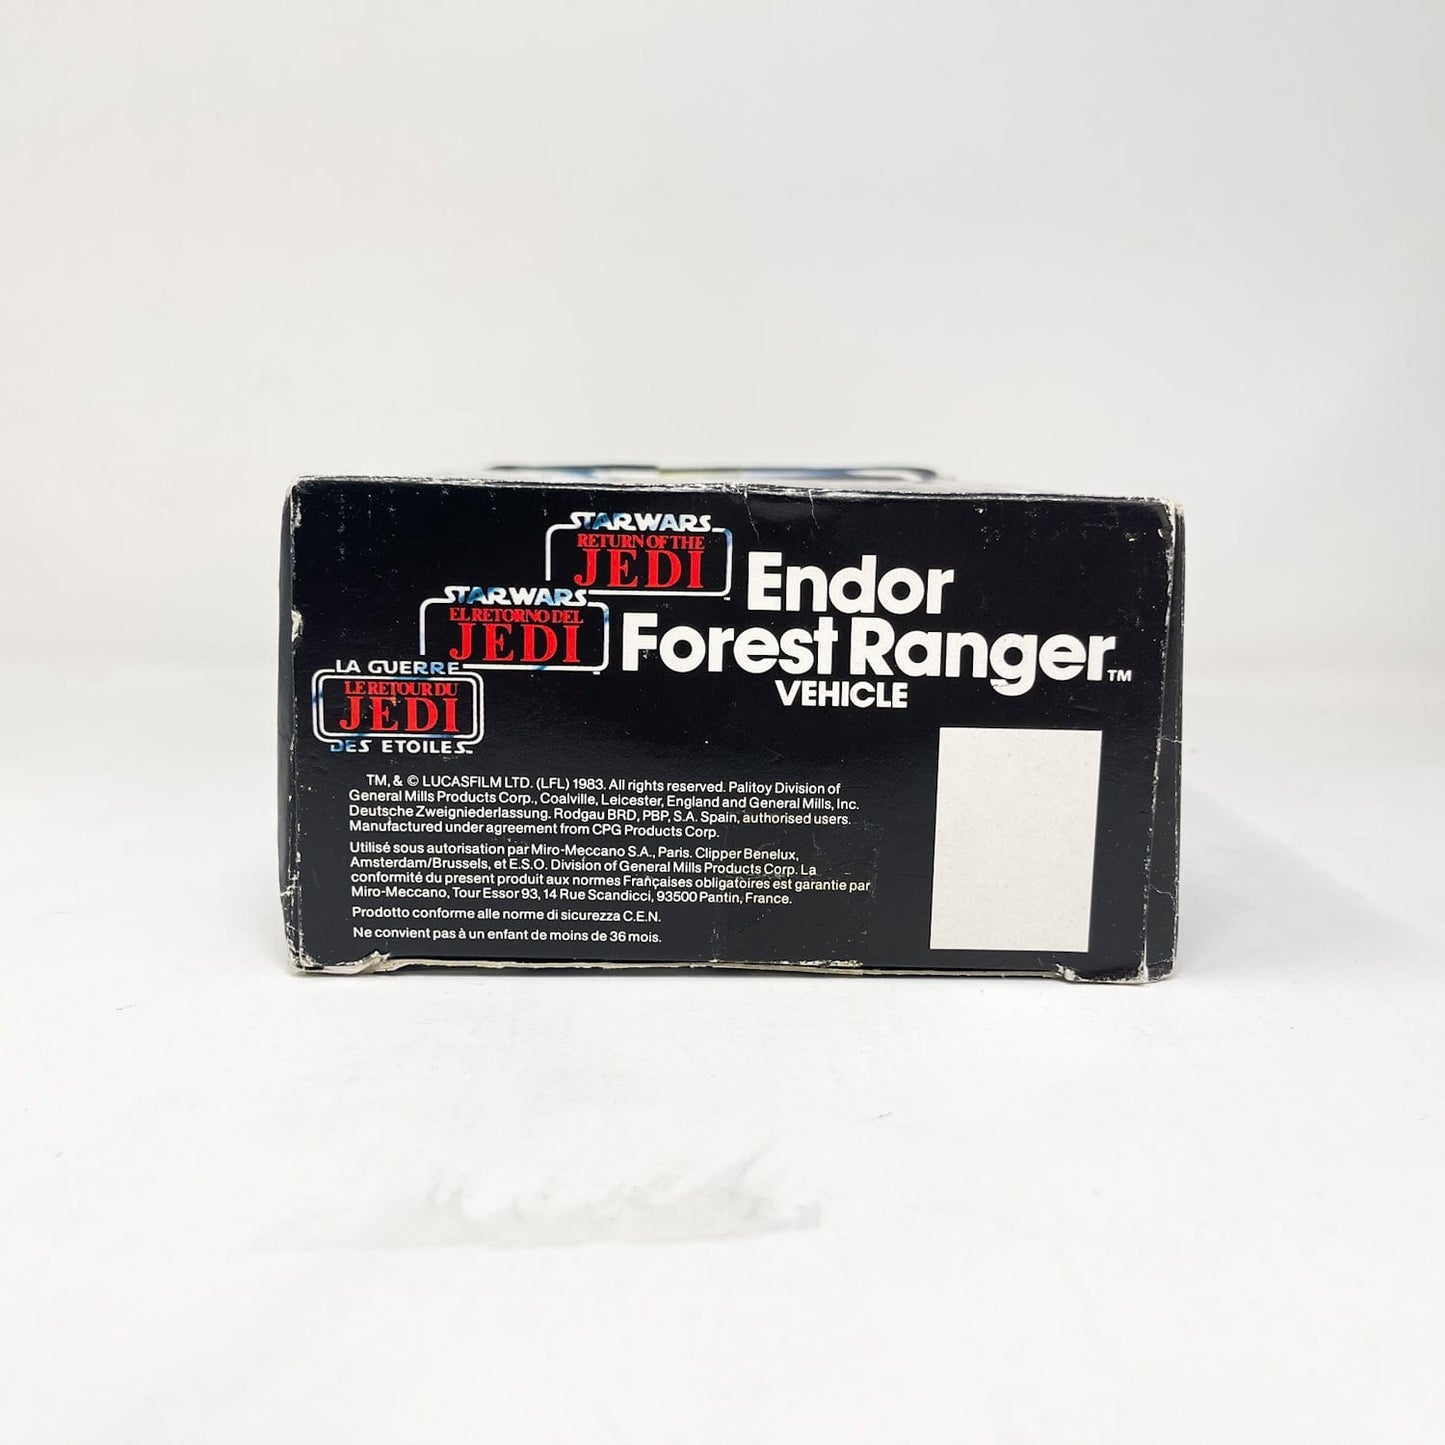 STAR WARS
RETURN OF THE
JEDI
STAR WARS
EL RETORNO DEL
JEDI
LA GUERRE
LE RETOUR DU
JEDI
DES ETOILES
Endor
Forest Ranger™
VEHICLE
TM, & © LUCASFILM LTD. (LFL) 1983. All rights reserved. Palitoy Division of
General Mills Products Corp., Coalville, Leicester, England and General Mills, Inc.
Deutsche Zweigniederlassung. Rodgau BRD, PBP, S.A. Spain, authorised users.
Manufactured under agreement from CPG Products Corp.
Utilisé sous autorisation par Miro-Meccano S.A., Paris. Clipper Benelux,
Amsterdam/Brussels, et E.S.O. Division of General Mills Products Corp. La
conformité du present produit aux normes Françaises obligatoires est garantie par
Miro-Meccano, Tour Essor 93, 14 Rue Scandicci, 93500 Pantin, France.
Prodotto conforme alle norme di sicurezza C.E.N.
Ne convient pas à un enfant de moins de 36 mois.